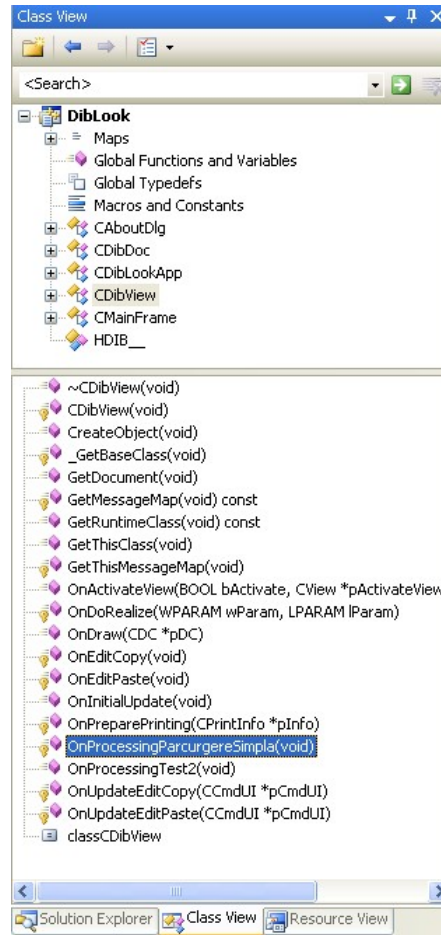 Class View
<Search>
DibLook
Maps
Global Functions and Variables
Global Typedefs
Macros and Constants
CAboutDlg
CDibDoc
CDibLookApp
CDibView
CMainFrame
HDIB__
~CDibView(void)
CDibView(void)
CreateObject(void)
_GetBaseClass(void)
GetDocument(void)
GetMessageMap(void) const
GetRuntimeClass(void) const
GetThisClass(void)
GetThisMessageMap(void)
OnActivateView(BOOL bActivate, CView *pActivateView
OnDoRealize(WPARAM wParam, LPARAM lParam)
OnDraw(CDC *pDC)
OnEditCopy(void)
OnEditPaste(void)
OnInitialUpdate(void)
OnPreparePrinting(CPrintInfo *pInfo)
OnProcessingParcurgereSimpla(void)
OnProcessingTest2(void)
OnUpdateEditCopy(CCmdUI *pCmdUI)
OnUpdateEditPaste(CCmdUI *pCmdUI)
classCDibView
Solution Explorer Class View Resource View